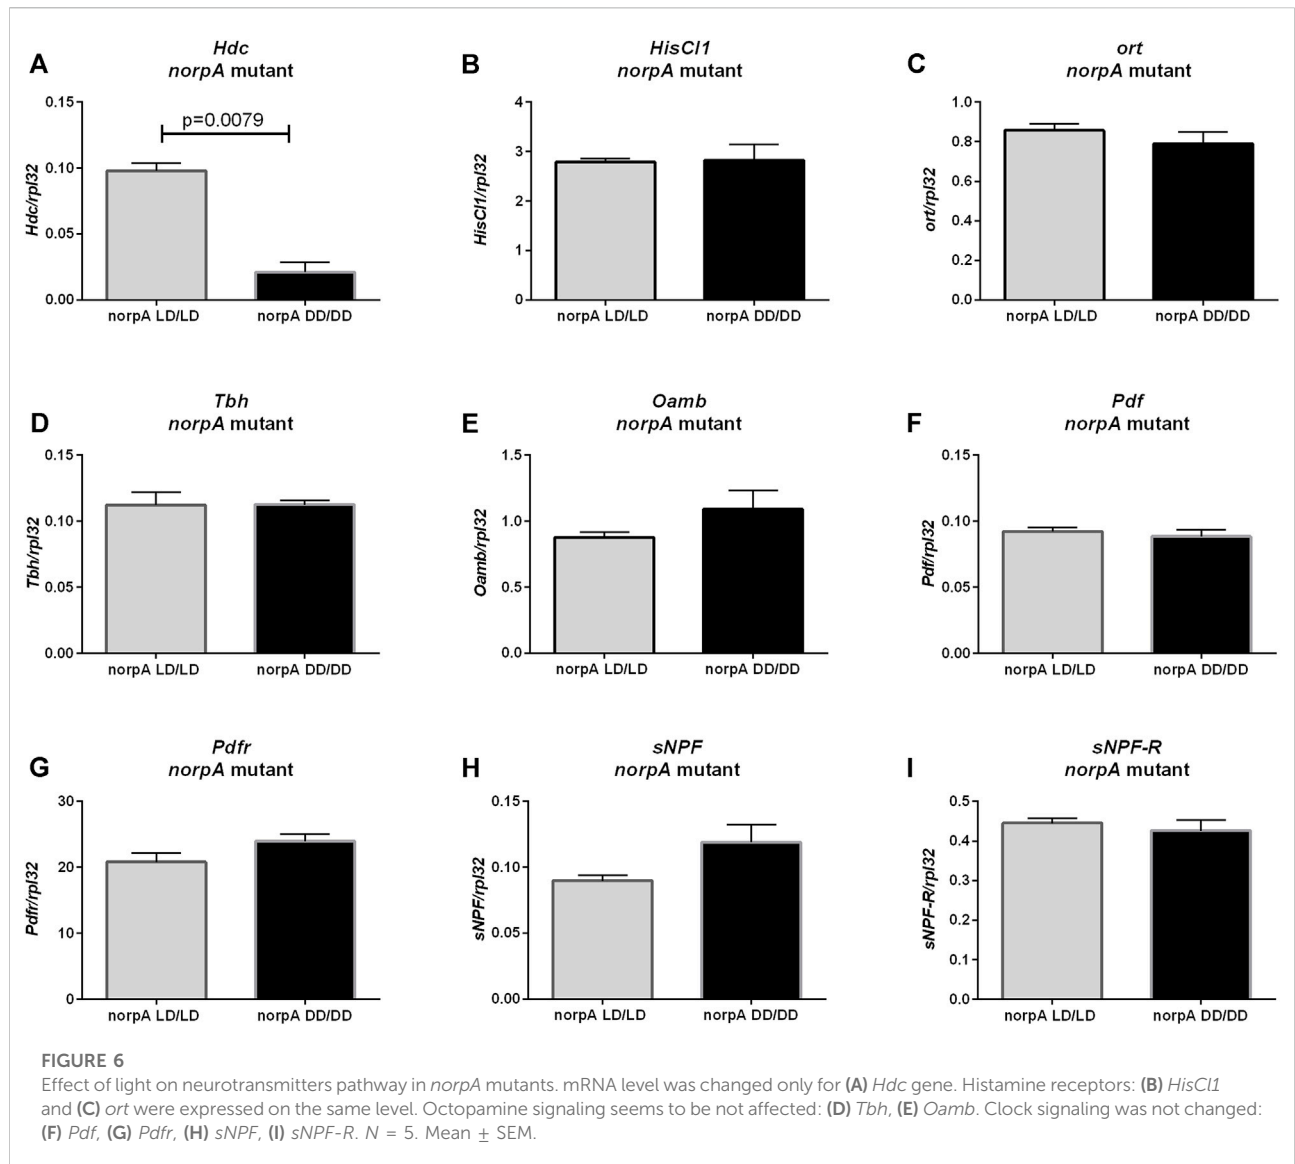 A
Hdc
norpA mutant
Hdc/rpl32
0.15
0.10
0.05
0.00
p=0.0079
norpA LD/LD norpA DD/DD
B
HisCl1
norpA mutant
HisCl1/rpl32
4
3
2
1
0
norpA LD/LD norpA DD/DD
C
ort
norpA mutant
ort/rpl32
1.0
0.8
0.6
0.4
0.2
0.0
norpA LD/LD norpA DD/DD
D
Tbh
norpA mutant
Tbh/rpl32
0.15
0.10
0.05
0.00
norpA LD/LD norpA DD/DD
E
Oamb
norpA mutant
Oamb/rpl32
1.5
1.0
0.5
0.0
norpA LD/LD norpA DD/DD
F
Pdf
norpA mutant
Pdf/rpl32
0.15
0.10
0.05
0.00
norpA LD/LD norpA DD/DD
G
Pdfr
norpA mutant
Pdfr/rpl32
30
20
10
0
norpA LD/LD norpA DD/DD
H
sNPF
norpA mutant
sNPF/rpl32
0.15
0.10
0.05
0.00
norpA LD/LD norpA DD/DD
I
sNPF-R
norpA mutant
sNPF-R/rpl32
0.5
0.4
0.3
0.2
0.1
0.0
norpA LD/LD norpA DD/DD
FIGURE 6
Effect of light on neurotransmitters pathway in norpA mutants. mRNA level was changed only for (A) Hdc gene. Histamine receptors: (B) HisCl1
and (C) ort were expressed on the same level. Octopamine signaling seems to be not affected: (D) Tbh, (E) Oamb. Clock signaling was not changed:
(F) Pdf, (G) Pdfr, (H) sNPF, (I) sNPF-R. N = 5. Mean ± SEM.